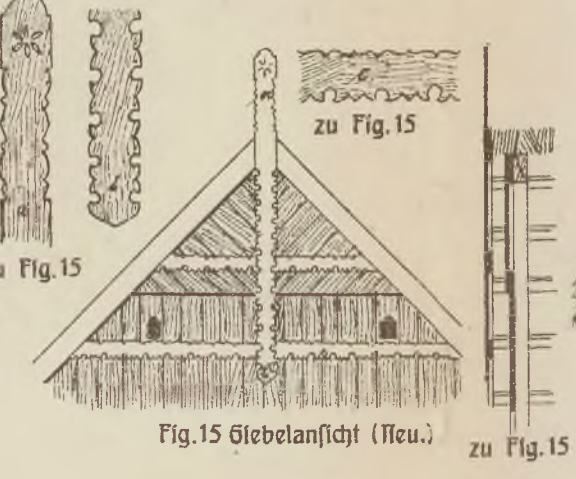 c
zu Fig. 15
u Fig. 15
Fig. 15 Giebelanſicht (Neu.)
zu Fig. 15